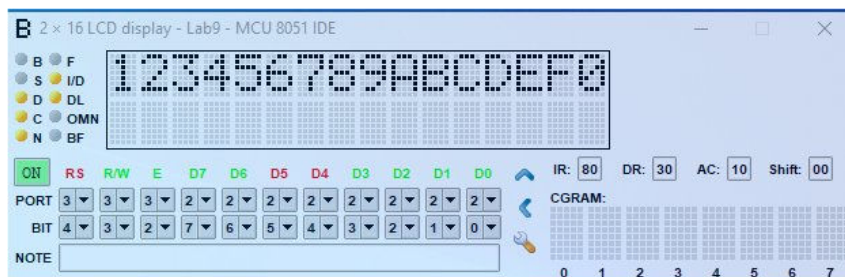 B 2 × 16 LCD display - Lab9 - MCU 8051 IDE
B F
S I/D
D DL
C OMN
N BF
123456789ABCDEF0
ON RS R/W E D7 D6 D5 D4 D3 D2 D1 D0
PORT 3 3 3 2 2 2 2 2 2 2 2
BIT 4 3 2 7 6 5 4 3 2 1 0
NOTE
IR: 80 DR: 30 AC: 10 Shift: 00
CGRAM:
0 1 2 3 4 5 6 7